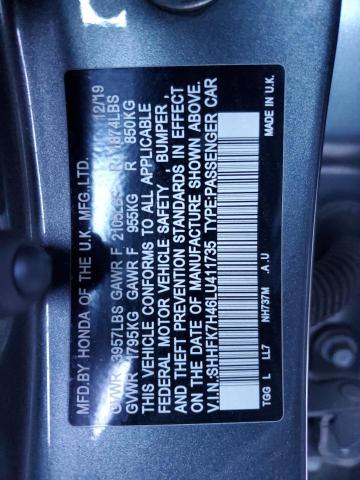 MFD.BY HONDA OF THE U.K. MFG.,LTD. 12/19
GVWR 3957LBS GAWR F 2105LBS R 1874LBS
GVWR 1795KG GAWR F 955KG R 850KG
THIS VEHICLE CONFORMS TO ALL APPLICABLE
FEDERAL MOTOR VEHICLE SAFETY, BUMPER,
AND THEFT PREVENTION STANDARDS IN EFFECT
ON THE DATE OF MANUFACTURE SHOWN ABOVE.
V.I.N.:SHHFK7H46LU411735 TYPE:PASSENGER CAR
TGG L LL7 NH737M .A .U MADE IN U.K.